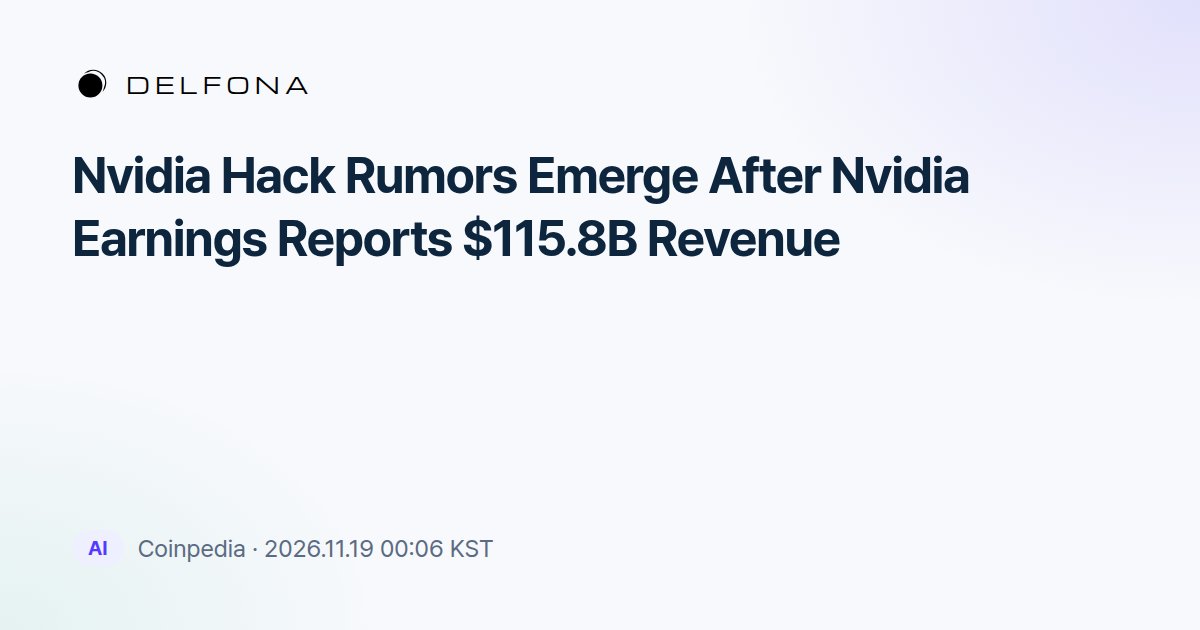 DELFONA
Nvidia Hack Rumors Emerge After Nvidia
Earnings Reports $115.8B Revenue
AI Coinpedia · 2026.11.19 00:06 KST